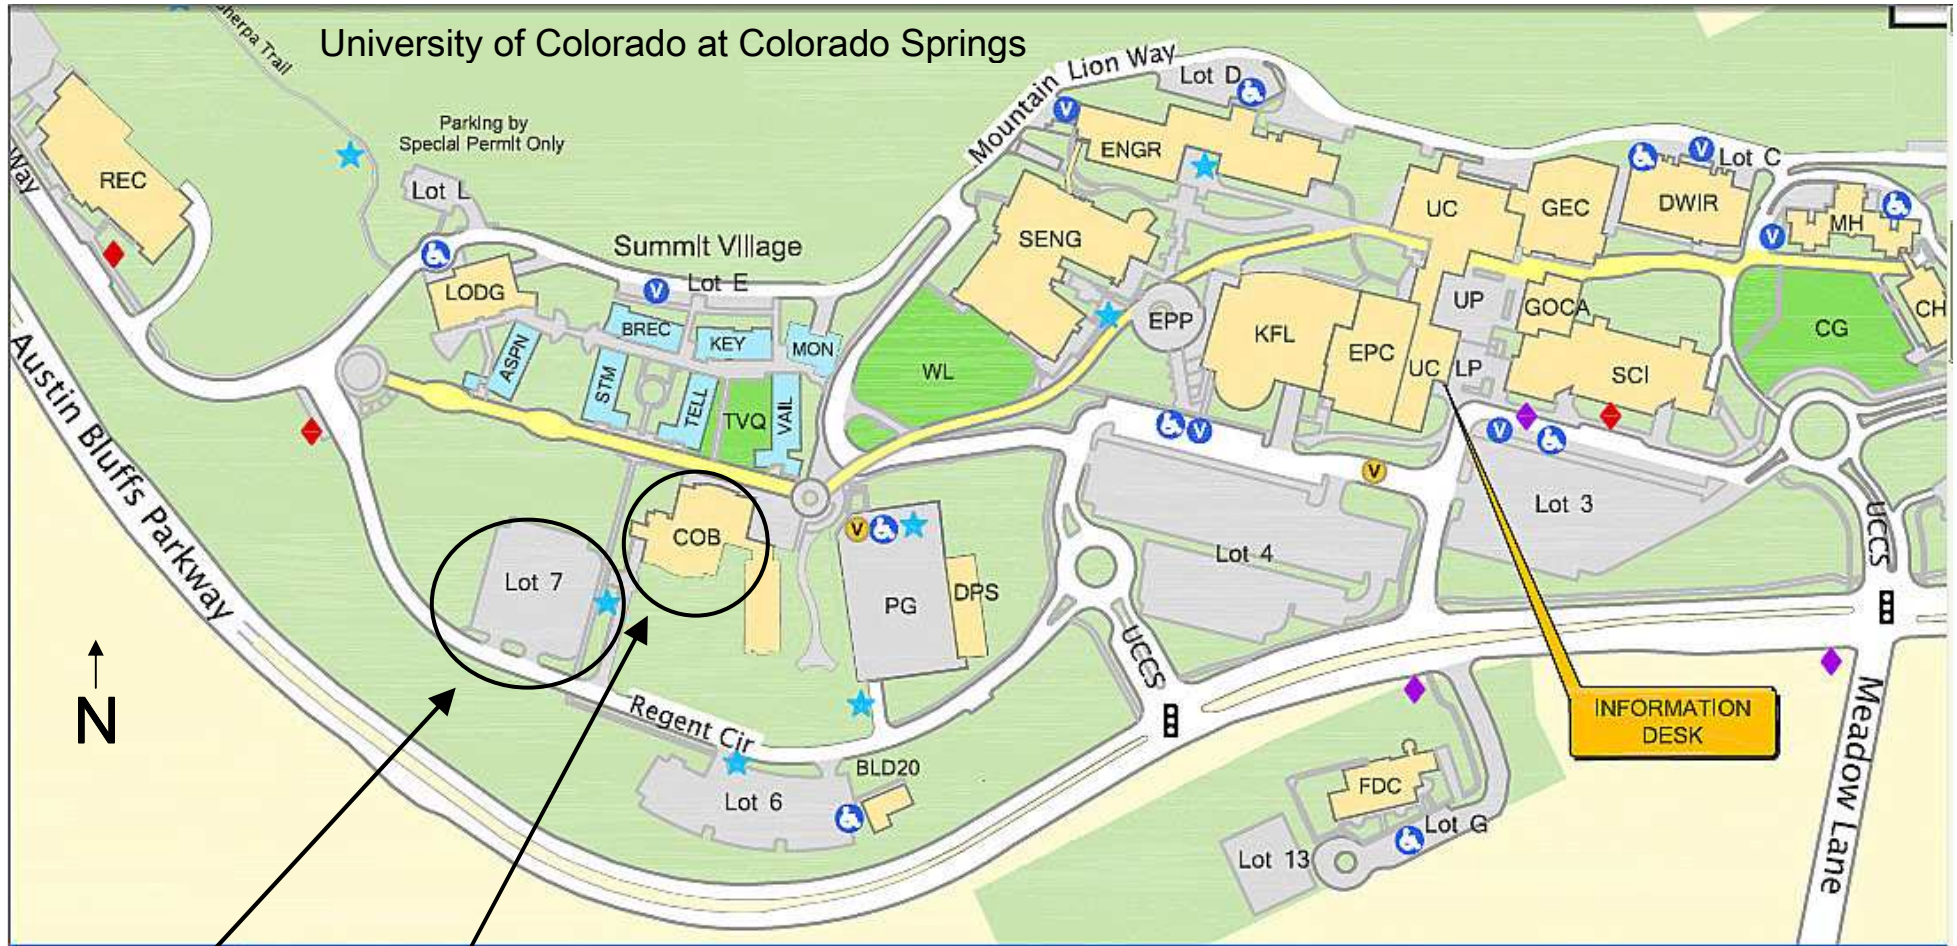 University of Colorado at Colorado Springs
Sherpa Trail
Mountain Lion Way
Lot D
Parking by
Special Permit Only
ENGR
Lot C
REC
Way
Lot L
UC
GEC
DWIR
MH
SENG
Summit Village
Lot E
LODG
UP
GOCA
CH
BREC
KEY
MON
EPP
KFL
CG
ASPN
STM
TELL
TVQ
VAIL
WL
EPC
UC
LP
SCI
Austin Bluffs Parkway
COB
Lot 7
Lot 3
Lot 4
UCCS
PG
DPS
UCCS
N
Regent Cir
INFORMATION
DESK
Meadow Lane
BLD20
Lot 6
FDC
Lot G
Lot 13
V
V
V
V
V
V
V
V